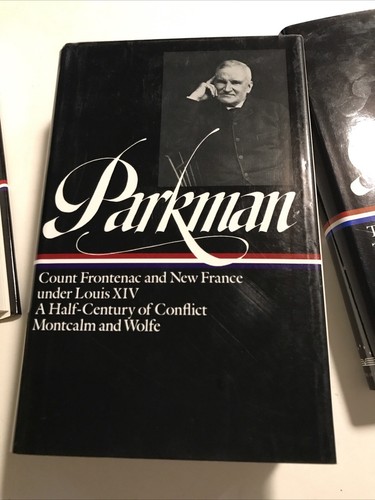 Parkman
Count Frontenac and New France
under Louis XIV
A Half-Century of Conflict
Montcalm and Wolfe